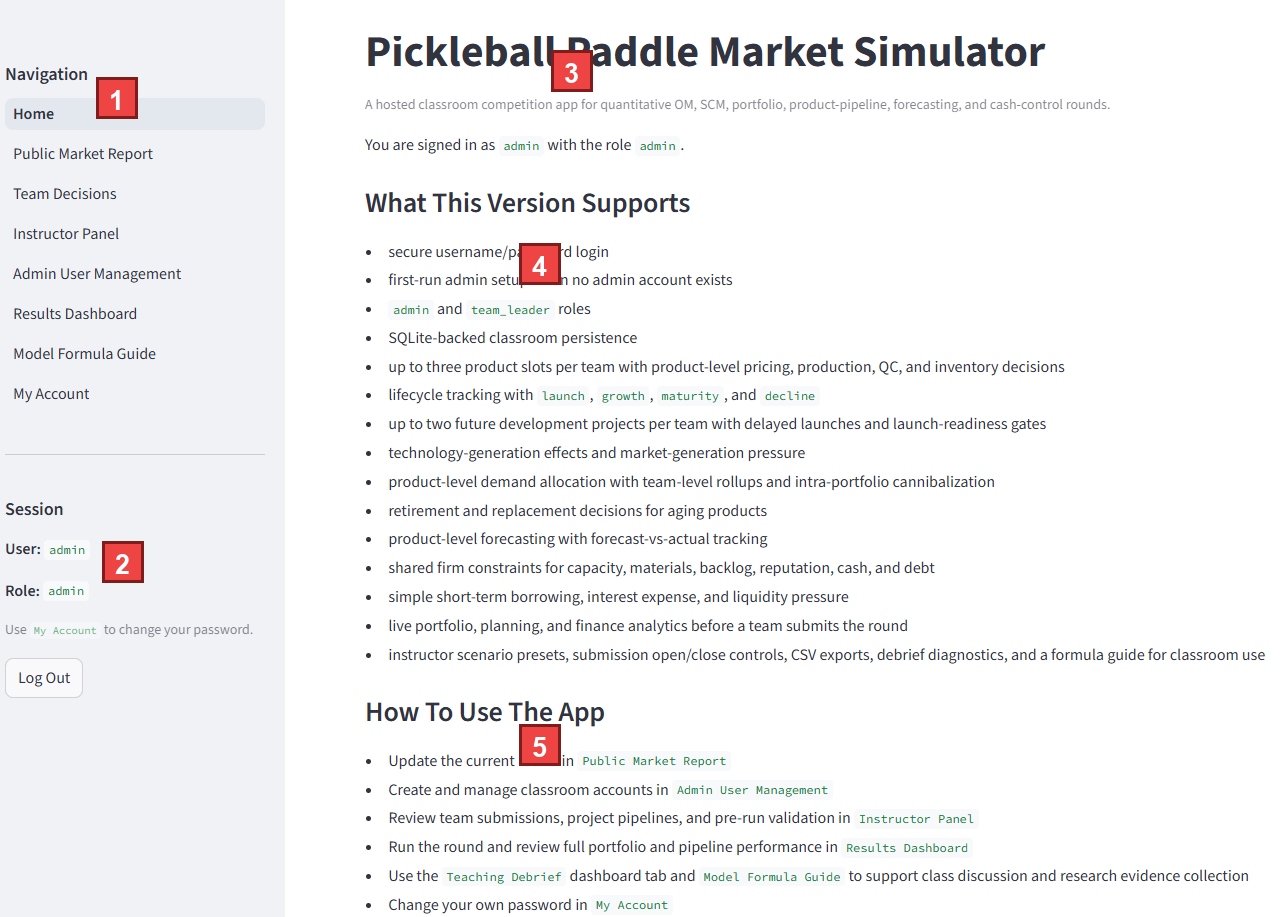 Navigation
1
Home
Public Market Report
Team Decisions
Instructor Panel
Admin User Management
Results Dashboard
Model Formula Guide
My Account
Session
User: admin
2
Role: admin
Use My Account to change your password.
Log Out
Pickleball Paddle Market Simulator
3
A hosted classroom competition app for quantitative OM, SCM, portfolio, product-pipeline, forecasting, and cash-control rounds.
You are signed in as admin with the role admin .
What This Version Supports
• secure login
4
• first-run admin no admin account exists
• admin and team_leader roles
• SQLite-backed classroom persistence
• up to three product slots per team with product-level pricing, production, QC, and inventory decisions
• lifecycle tracking with launch , growth , maturity , and decline
• up to two future development projects per team with delayed launches and launch-readiness gates
• technology-generation effects and market-generation pressure
• product-level demand allocation with team-level rollups and intra-portfolio cannibalization
• retirement and replacement decisions for aging products
• product-level forecasting with forecast-vs-actual tracking
• shared firm constraints for capacity, materials, backlog, reputation, cash, and debt
• simple short-term borrowing, interest expense, and liquidity pressure
• live portfolio, planning, and finance analytics before a team submits the round
• instructor scenario presets, submission open/close controls, CSV exports, debrief diagnostics, and a formula guide for classroom use
How To Use The App
5
• Update the current in Public Market Report
• Create and manage classroom accounts in Admin User Management
• Review team submissions, project pipelines, and pre-run validation in Instructor Panel
• Run the round and review full portfolio and pipeline performance in Results Dashboard
• Use the Teaching Debrief dashboard tab and Model Formula Guide to support class discussion and research evidence collection
• Change your own password in My Account